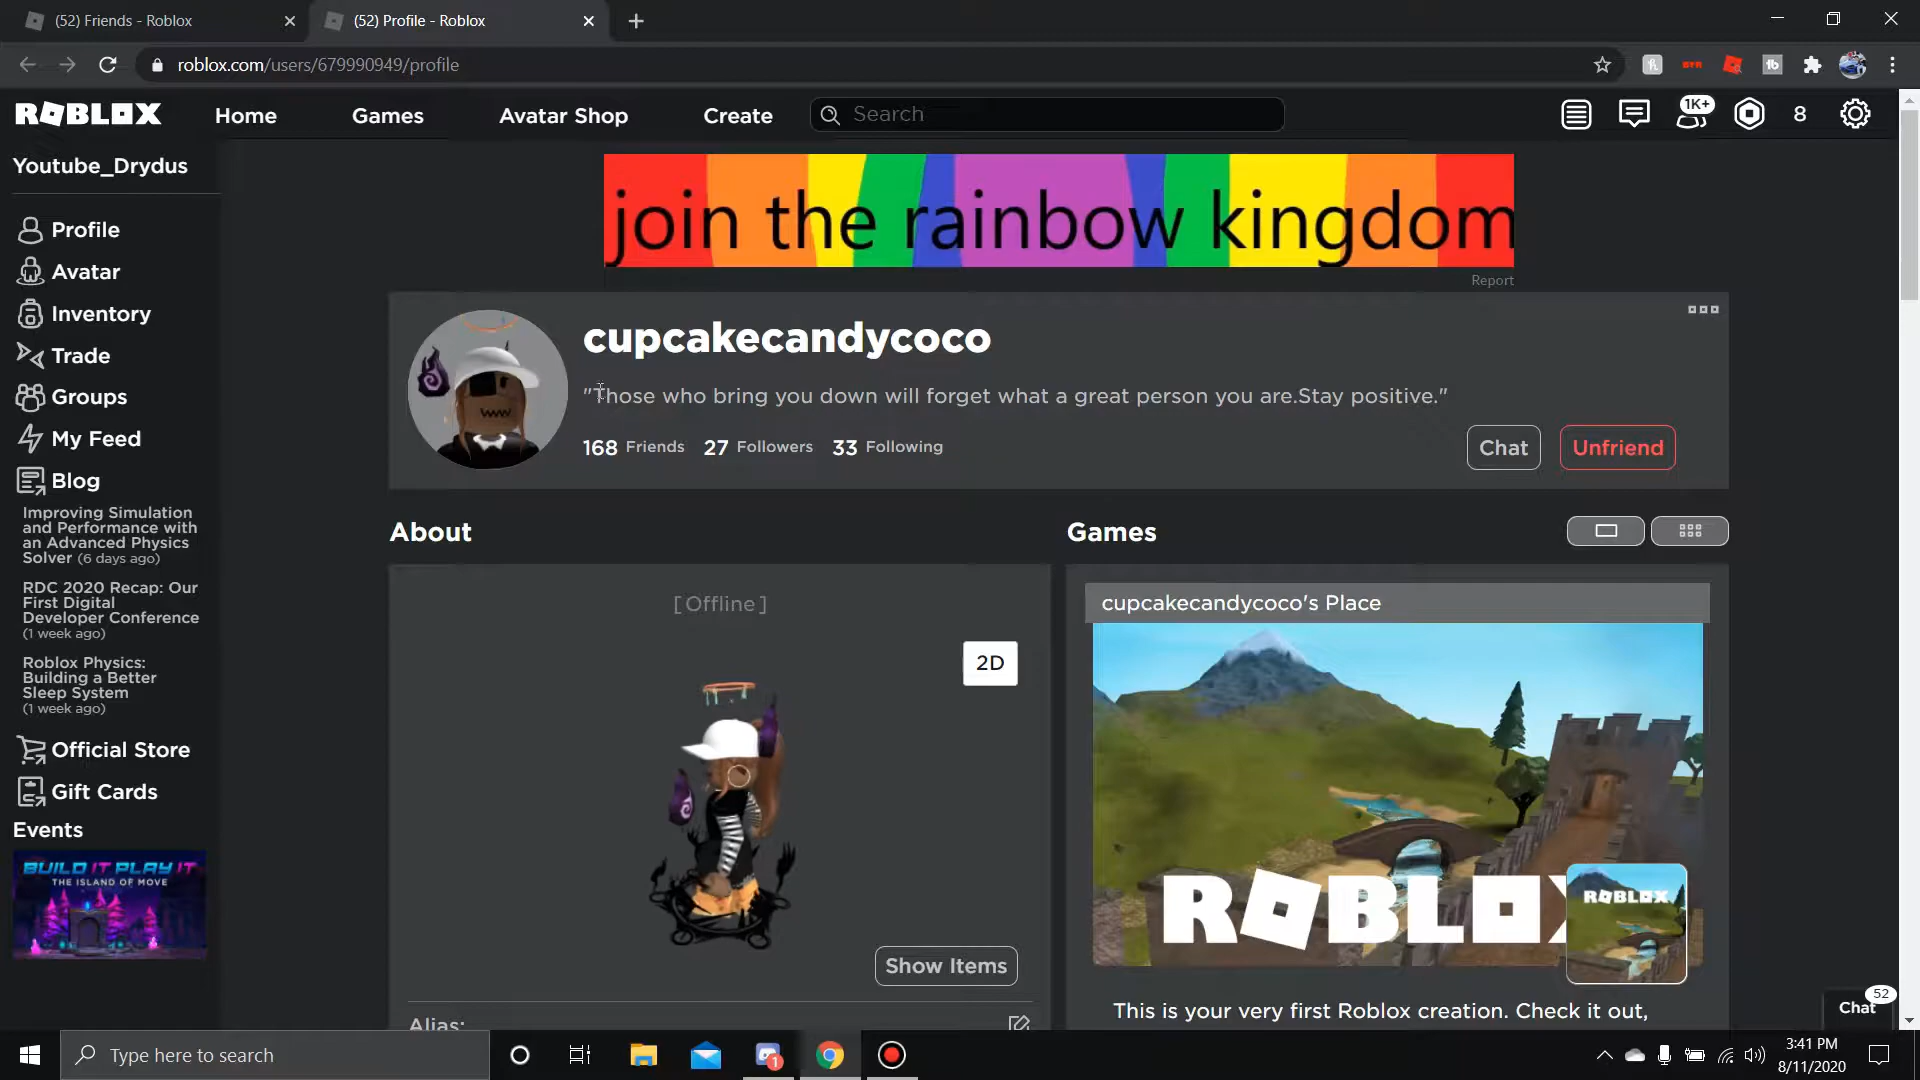 (52) Friends - Roblox
(52) Profile - Roblox
roblox.com/users/679990949/profile
ROBLOX
Home
Games
Avatar Shop
Create
Search
1K+
8
Youtube_Drydus
Profile
Avatar
Inventory
Trade
Groups
My Feed
Blog
Improving Simulation
and Performance with
an Advanced Physics
Solver (6 days ago)
RDC 2020 Recap: Our
First Digital
Developer Conference
(1 week ago)
Roblox Physics:
Building a Better
Sleep System
(1 week ago)
Official Store
Gift Cards
Events
BUILD IT PLAY IT
THE ISLAND OF MOVE
join the rainbow kingdom
Report
cupcakecandycoco
"Those who bring you down will forget what a great person you are.Stay positive."
168 Friends 27 Followers 33 Following
Chat
Unfriend
About
[Offline]
2D
Show Items
Alias:
Games
cupcakecandycoco's Place
ROBLOX
ROBLOX
This is your very first Roblox creation. Check it out,
Chat
52
Type here to search
1
3:41 PM
8/11/2020